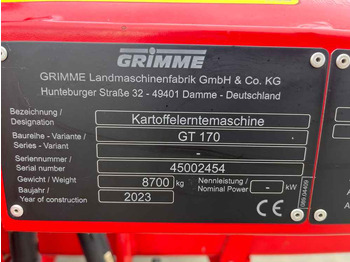 GRIMME
GRIMME Landmaschinenfabrik GmbH & Co. KG
Hunteburger Straße 32 - 49401 Damme - Deutschland
Bezeichnung / Designation Kartoffelerntemaschine
Baureihe - Variante / Series - Variant GT 170
-
Seriennummer / Serial number 45002454
Gewicht / Weight 8700 kg Nennleistung / Nominal Power - kW
Baujahr / Year of construction 2023 CE